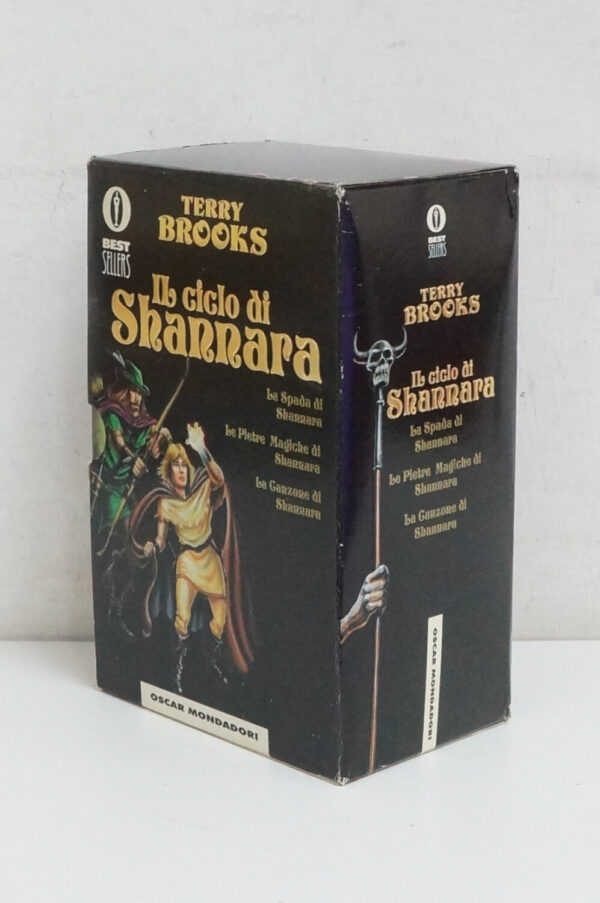 BEST
SELLERS
TERRY
BROOKS
Il ciclo di
Shannara
La Spada di
Shannara
Le Pietre Magiche di
Shannara
La Canzone di
Shannara
OSCAR MONDADORI
BEST
SELLERS
TERRY
BROOKS
Il ciclo di
Shannara
La Spada di
Shannara
Le Pietre Magiche di
Shannara
La Canzone di
Shannara
OSCAR MONDADORI